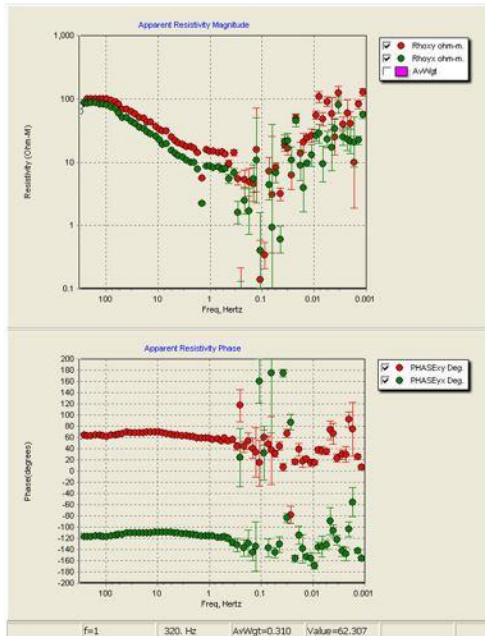 Apparent Resistivity Magnitude
1,000
100
10
1
0.1
Resistivity (Ohm-M)
100 10 1 0.1 0.01 0.001
Freq, Hertz
Rhoxy ohm-m.
Rhoyx ohm-m.
AvWgt
Apparent Resistivity Phase
200
180
160
140
120
100
80
60
40
20
0
-20
-40
-60
-80
-100
-120
-140
-160
-180
-200
Phase(degrees)
100 10 1 0.1 0.01 0.001
Freq, Hertz
PHASExy Deg.
PHASEyx Deg.
f=1 320. Hz AvWgt=0.310 Value=62.307